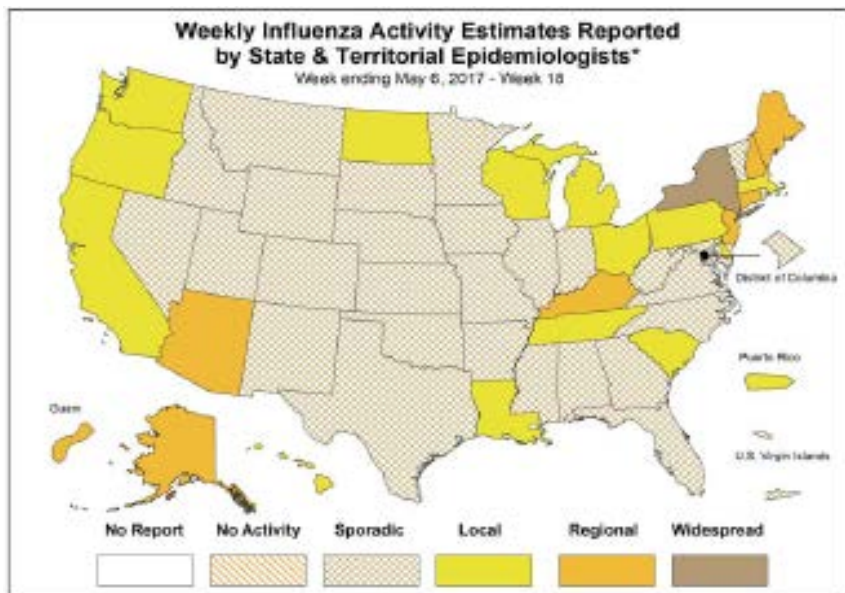 Weekly Influenza Activity Estimates Reported
by State & Territorial Epidemiologists*
Week ending May 6, 2017 - Week 18
District of Columbia
Puerto Rico
Guam
U.S. Virgin Islands
No Report No Activity Sporadic Local Regional Widespread